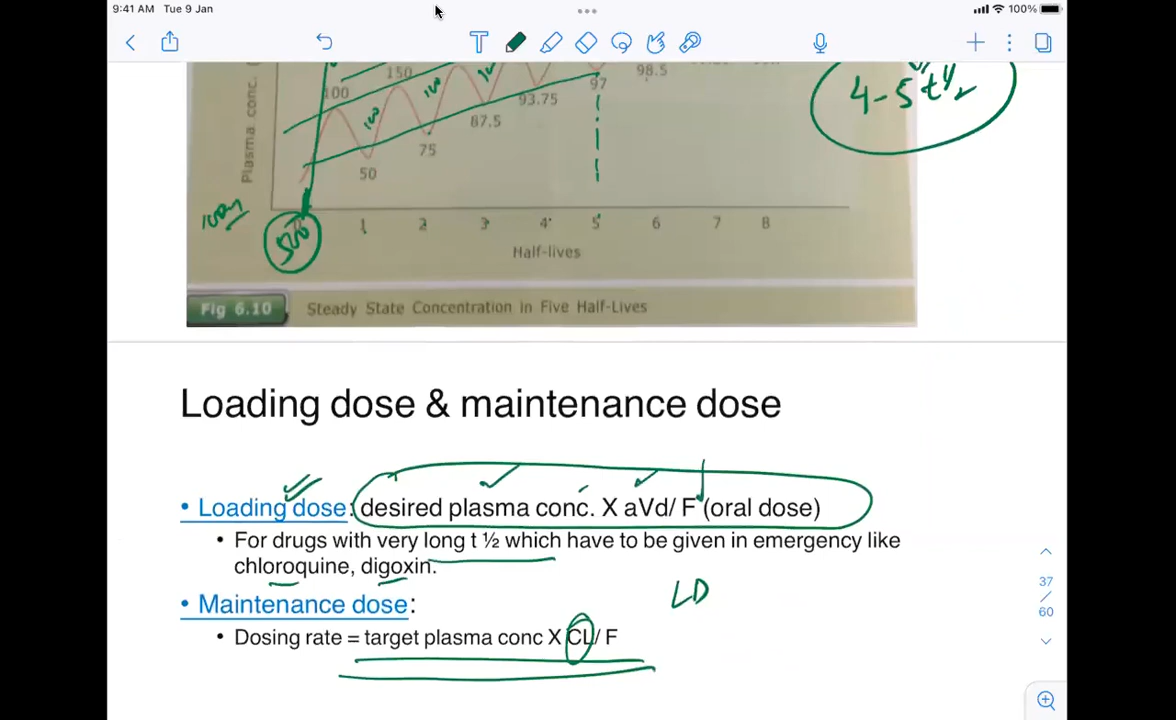 9:41 AM Tue 9 Jan
100%
T
Plasma. conc.
100
150
100
100
93.75
97
98.5
4-5 t½
87.5
75
50
500
1 2 3 4 5 6 7 8
Half-lives
Fig 6.10 Steady State Concentration in Five Half-Lives
Loading dose & maintenance dose
• Loading dose: desired plasma conc. X aVd/ F (oral dose)
• For drugs with very long t ½ which have to be given in emergency like
chloroquine, digoxin.
• Maintenance dose:
LD
• Dosing rate = target plasma conc X CL/ F
37
/
60